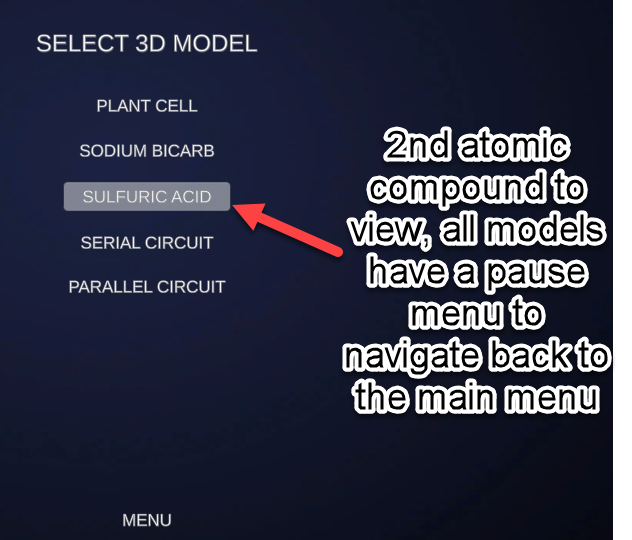 SELECT 3D MODEL
PLANT CELL
SODIUM BICARB
SULFURIC ACID
SERIAL CIRCUIT
PARALLEL CIRCUIT
MENU
2nd atomic
compound to
view, all models
have a pause
menu to
navigate back to
the main menu